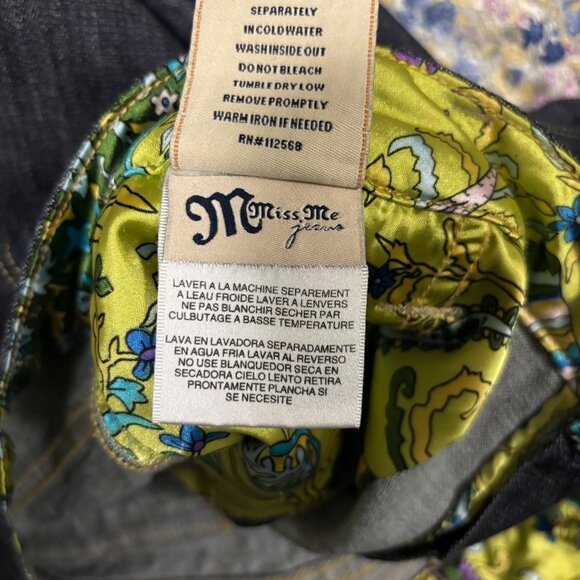 SEPARATELY
IN COLD WATER
WASH INSIDE OUT
DO NOT BLEACH
TUMBLE DRY LOW
REMOVE PROMPTLY
WARM IRON IF NEEDED
RN#112568
M Miss Me
jeans
LAVER A LA MACHINE SEPAREMENT
A LEAU FROIDE LAVER A LENVERS
NE PAS BLANCHIR SECHER PAR
CULBUTAGE A BASSE TEMPERATURE
LAVA EN LAVADORA SEPARADAMENTE
EN AGUA FRIA LAVAR AL REVERSO
NO USE BLANQUEDOR SECA EN
SECADORA CIELO LENTO RETIRA
PRONTAMENTE PLANCHA SI
SE NECESITE